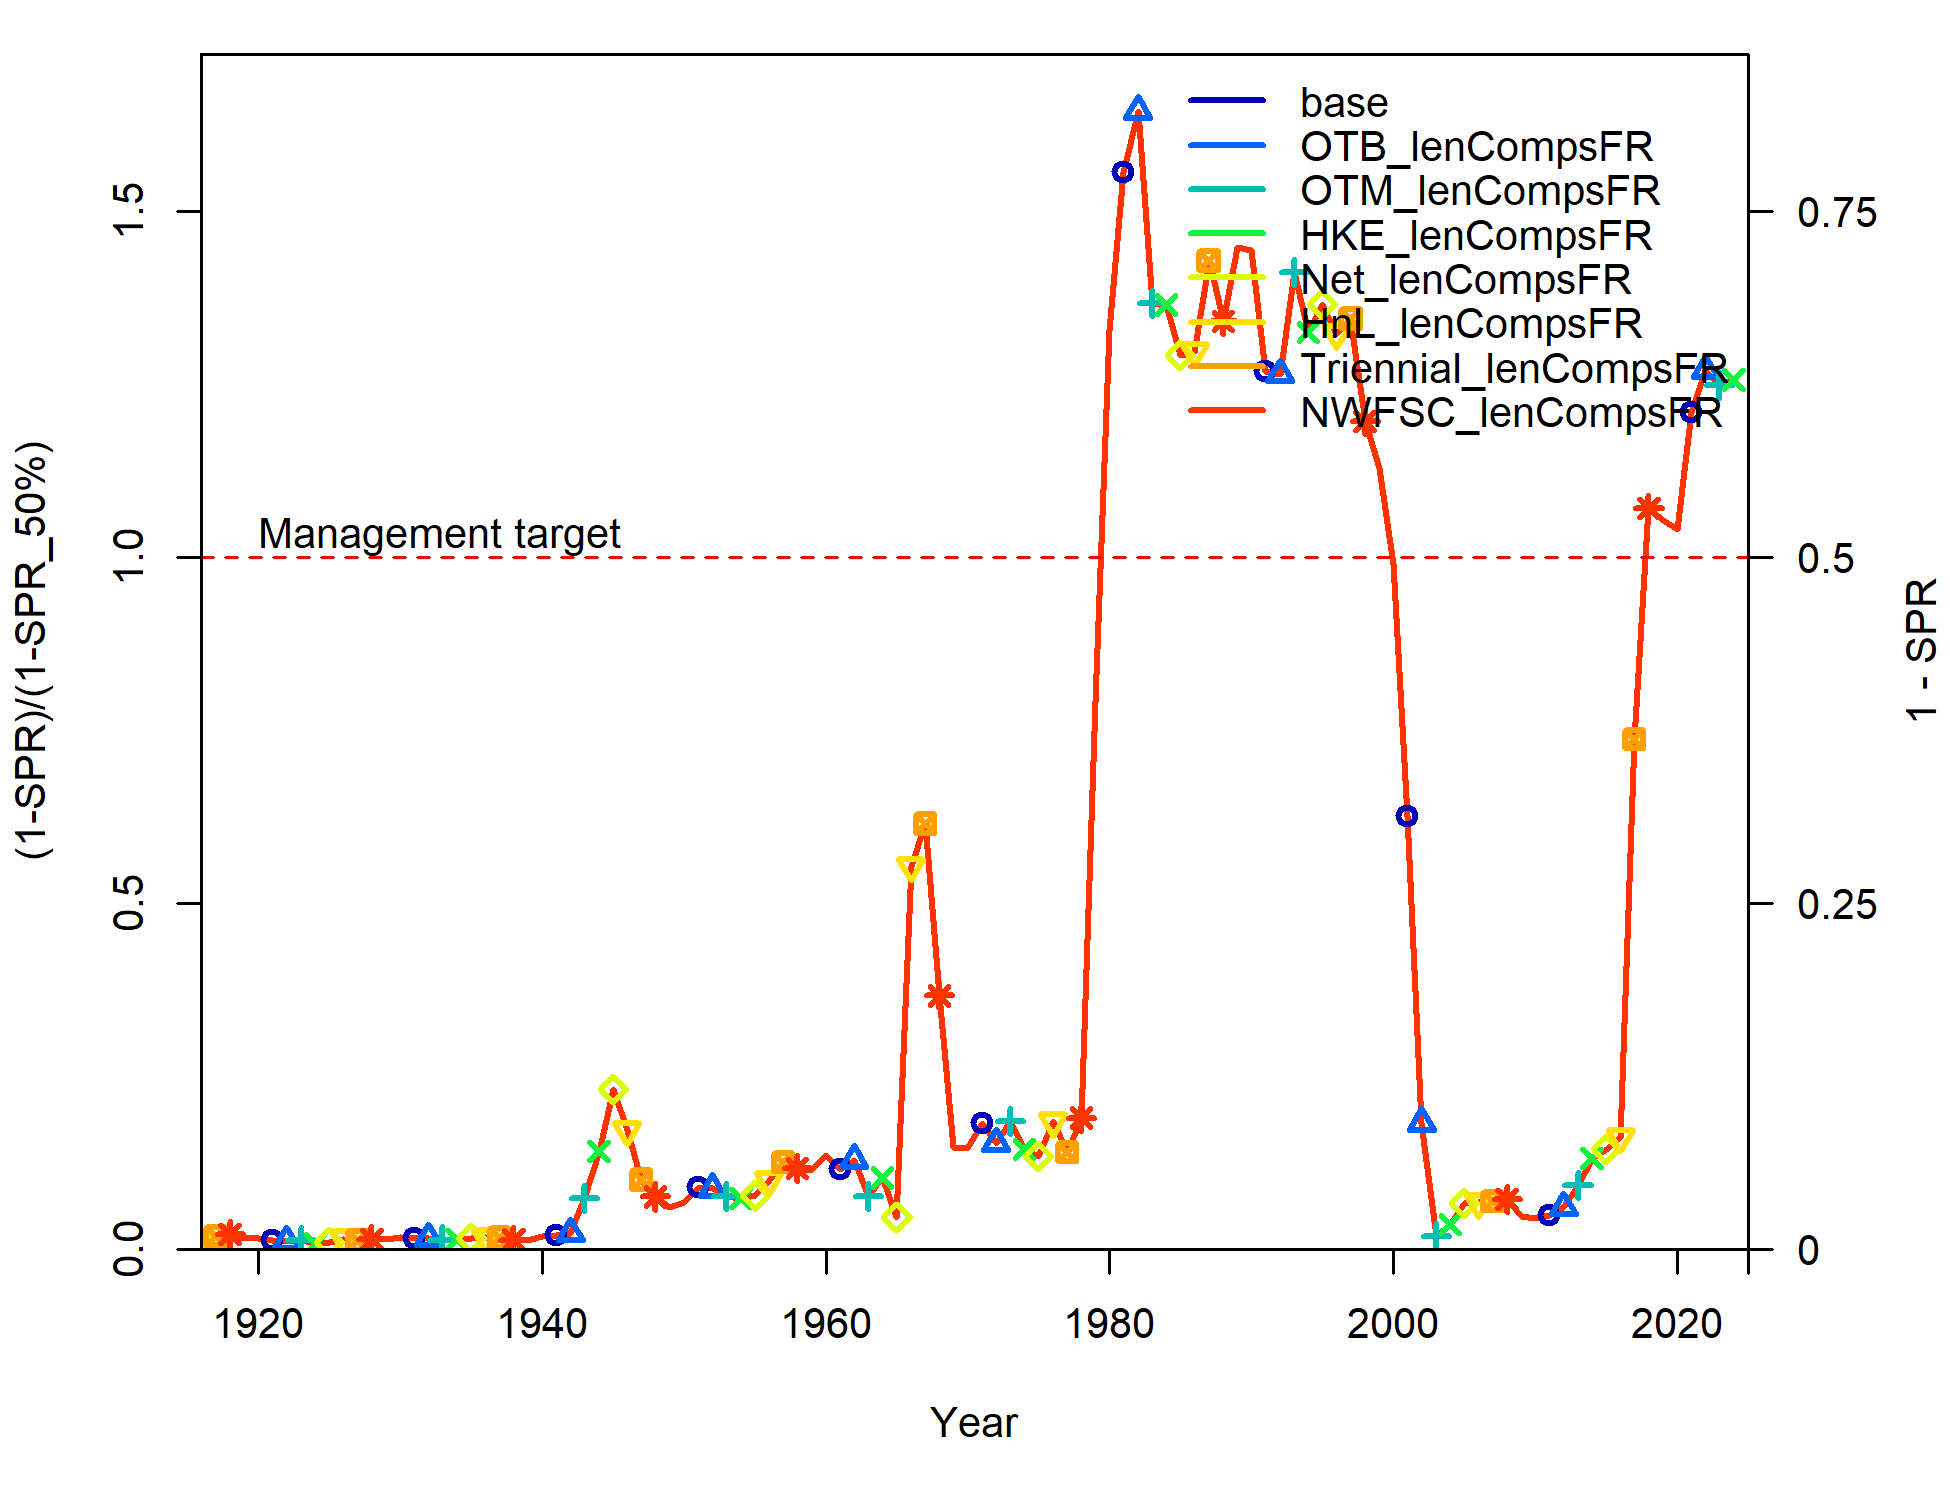 base
OTB_lenCompsFR
OTM_lenCompsFR
HKE_lenCompsFR
Net_lenCompsFR
HnL_lenCompsFR
Triennial_lenCompsFR
NWFSC_lenCompsFR
Management target
(1-SPR)/(1-SPR_50%)
0.0
0.5
1.0
1.5
1 - SPR
0
0.25
0.5
0.75
1920
1940
1960
1980
2000
2020
Year